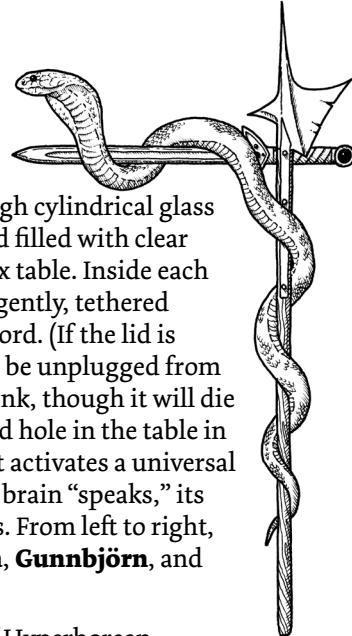 gh cylindrical glass
d filled with clear
x table. Inside each
gently, tethered
ord. (If the lid is
be unplugged from
nk, though it will die
d hole in the table in
t activates a universal
brain “speaks,” its
s. From left to right,
, Gunnbjörn, and
Hyperborean